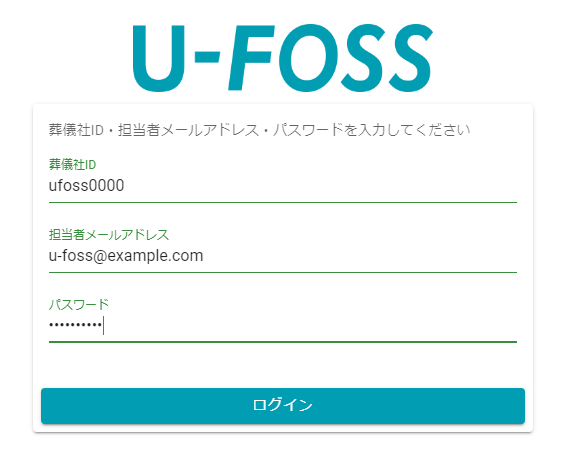 U-FOSS
葬儀社ID・担当者メールアドレス・パスワードを入力してください
葬儀社ID
ufoss0000
担当者メールアドレス
u-foss@example.com
パスワード
••••••••••
ログイン